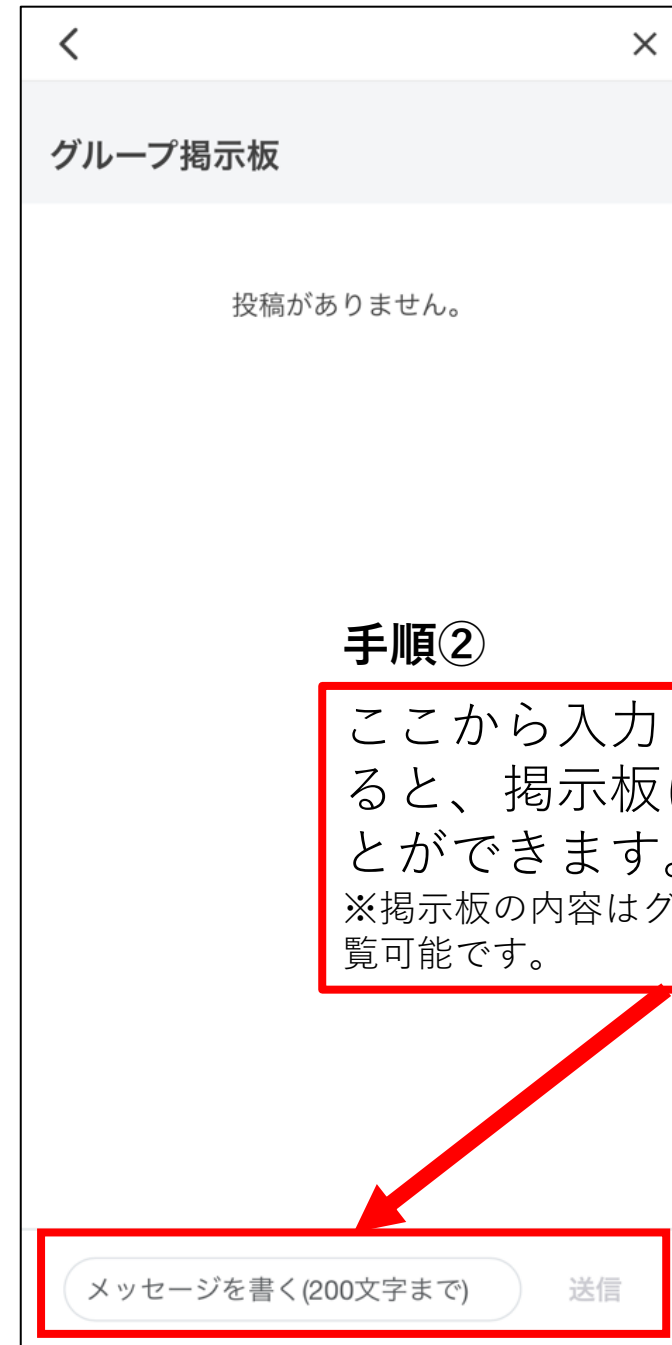 グループ掲示板
投稿がありません。
手順②
ここから入力
ると、掲示板
とができます。
※掲示板の内容はグ
覧可能です。
メッセージを書く(200文字まで)
送信